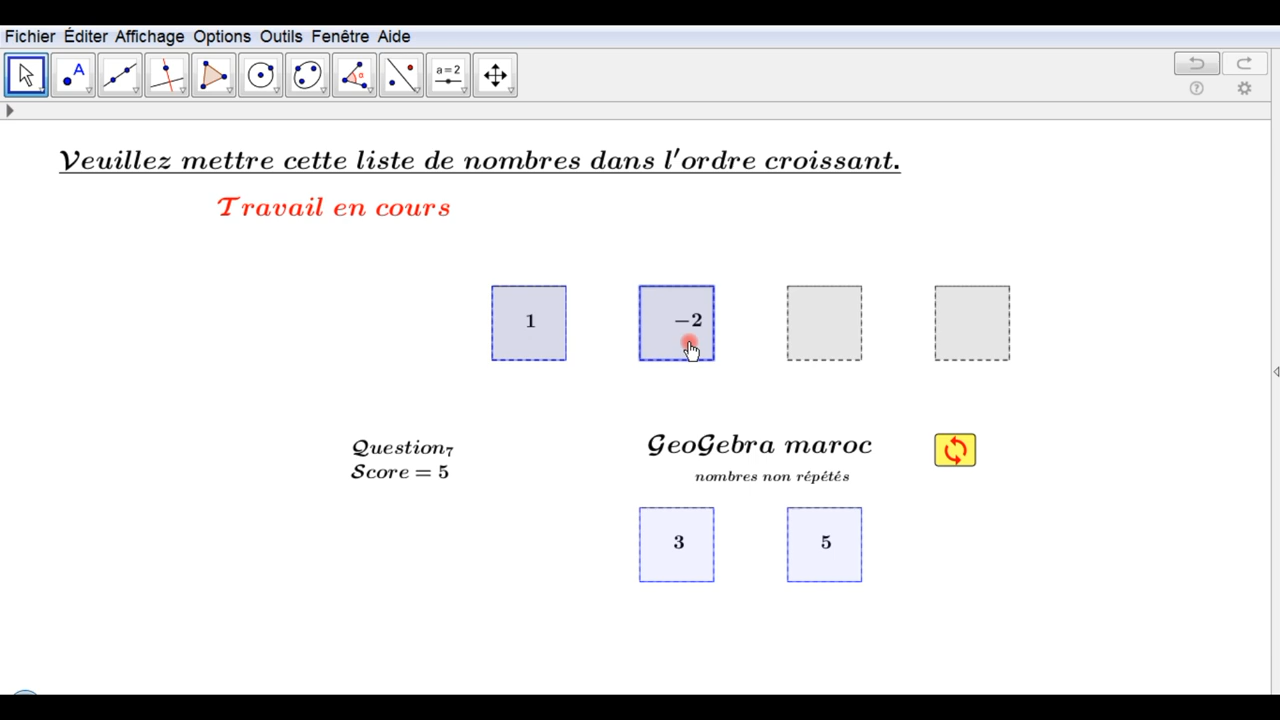 Fichier Éditer Affichage Options Outils Fenêtre Aide
A
α
a=2
Veuillez mettre cette liste de nombres dans l'ordre croissant.
Travail en cours
1 −2
Question₇
Score = 5
GeoGebra maroc
nombres non répétés
3 5